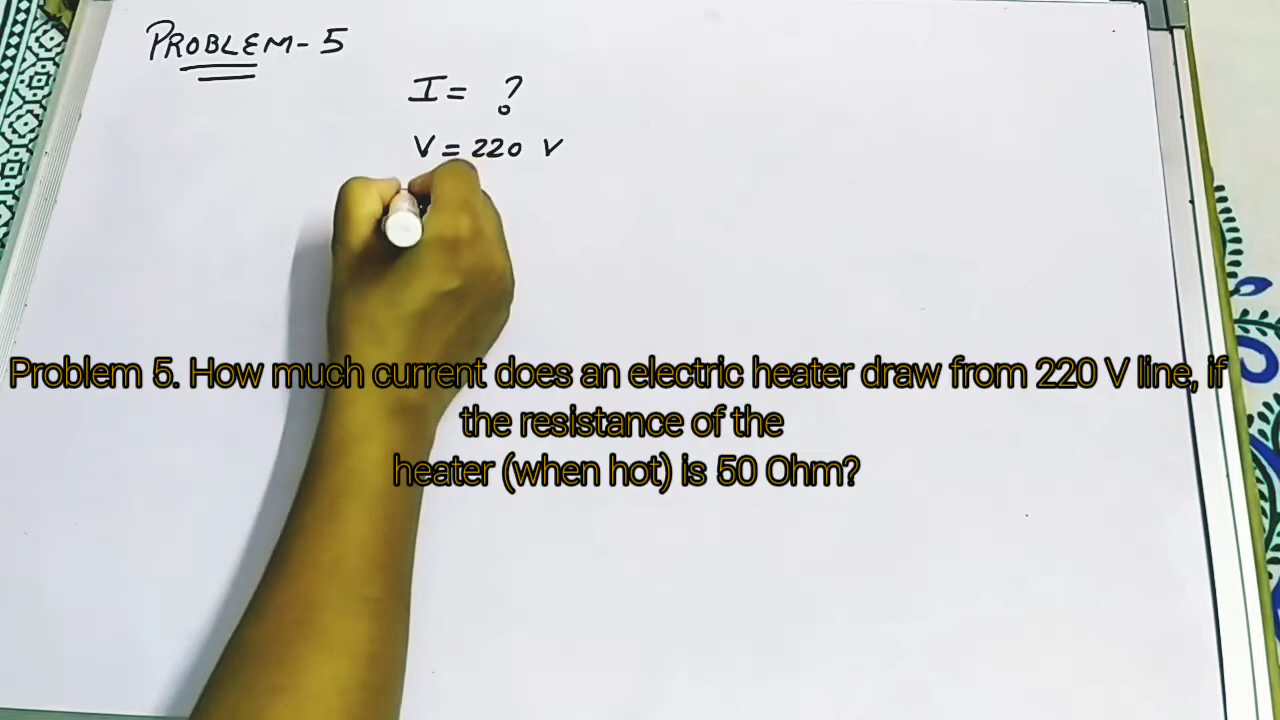 PROBLEM-5
I = ?
V = 220 V
Problem 5. How much current does an electric heater draw from 220 V line, if
the resistance of the
heater (when hot) is 50 Ohm?